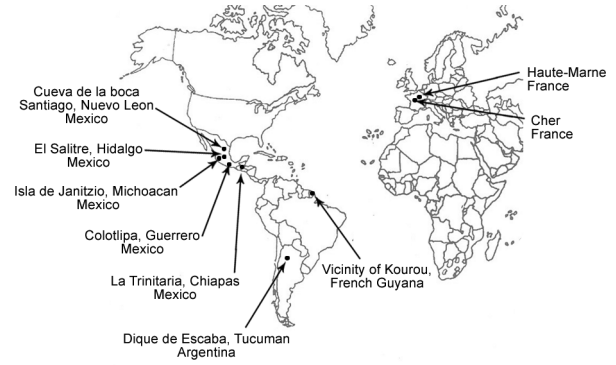 Haute-Marne
France
Cher
France
Cueva de la boca
Santiago, Nuevo Leon
Mexico
El Salitre, Hidalgo
Mexico
Isla de Janitzio, Michoacan
Mexico
Colotlipa, Guerrero
Mexico
La Trinitaria, Chiapas
Mexico
Vicinity of Kourou,
French Guyana
Dique de Escaba, Tucuman
Argentina